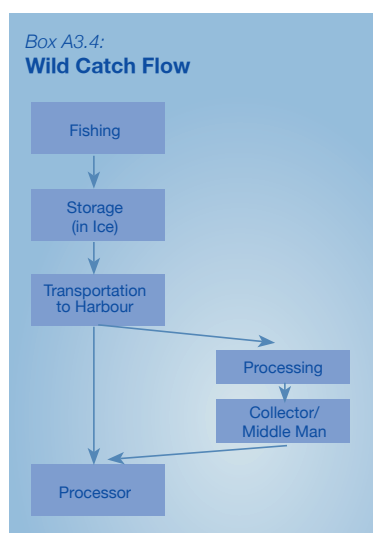 Box A3.4:
Wild Catch Flow
Fishing
Storage
(in Ice)
Transportation
to Harbour
Processing
Collector/
Middle Man
Processor